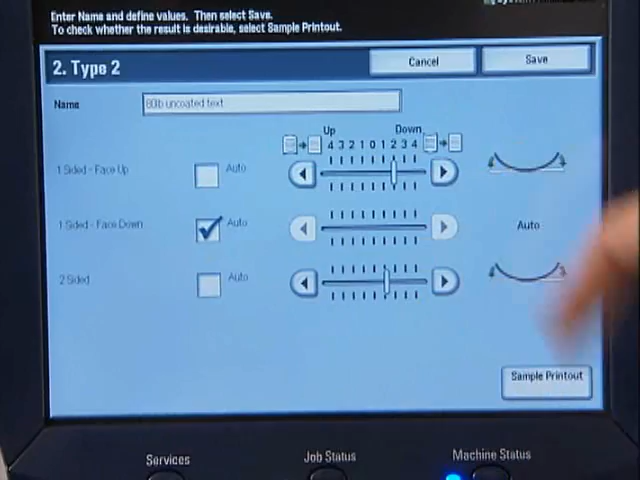 Enter Name and define values. Then select Save.
To check whether the result is desirable, select Sample Printout.
2. Type 2
Cancel
Save
Name
80lb uncoated text
Up
Down
4 3 2 1 0 1 2 3 4
1 Sided - Face Up
Auto
1 Sided - Face Down
Auto
Auto
2 Sided
Auto
Sample Printout
Services
Job Status
Machine Status